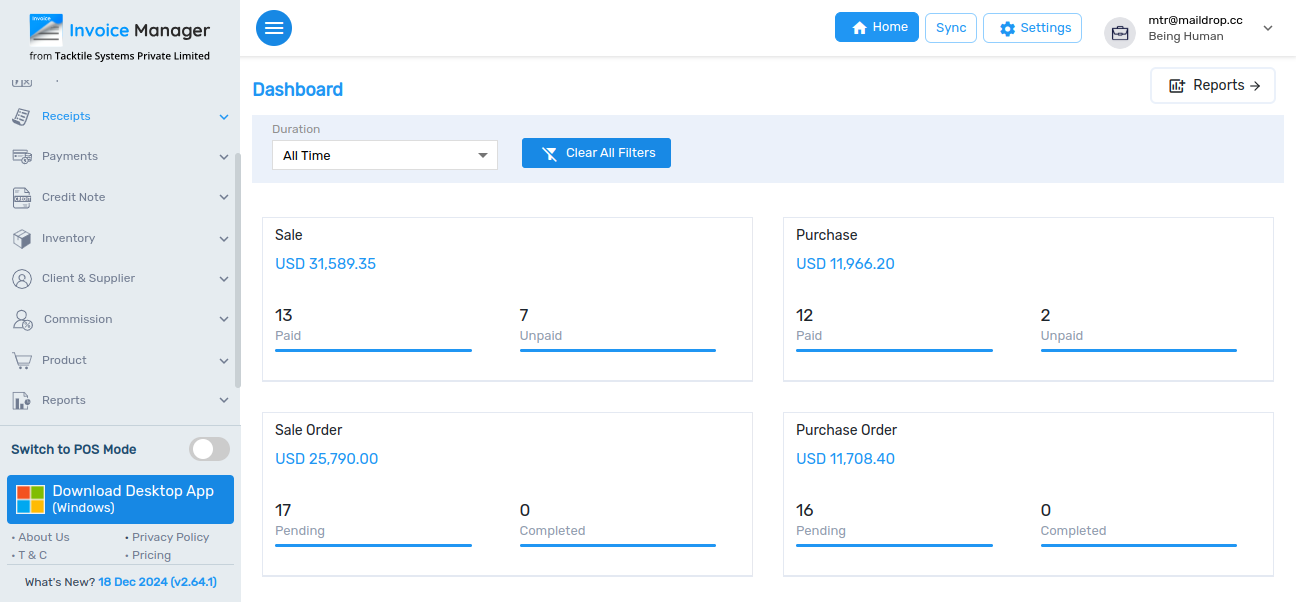 Invoice
Invoice Manager
from Tacktile Systems Private Limited
Receipts
Payments
Credit Note
Inventory
Client & Supplier
Commission
Product
Reports
Switch to POS Mode
Download Desktop App
(Windows)
• About Us
• Privacy Policy
• T & C
• Pricing
What's New? 18 Dec 2024 (v2.64.1)
Home
Sync
Settings
mtr@maildrop.cc
Being Human
Dashboard
Reports
Duration
All Time
Clear All Filters
Sale
USD 31,589.35
13
Paid
7
Unpaid
Purchase
USD 11,966.20
12
Paid
2
Unpaid
Sale Order
USD 25,790.00
17
Pending
0
Completed
Purchase Order
USD 11,708.40
16
Pending
0
Completed